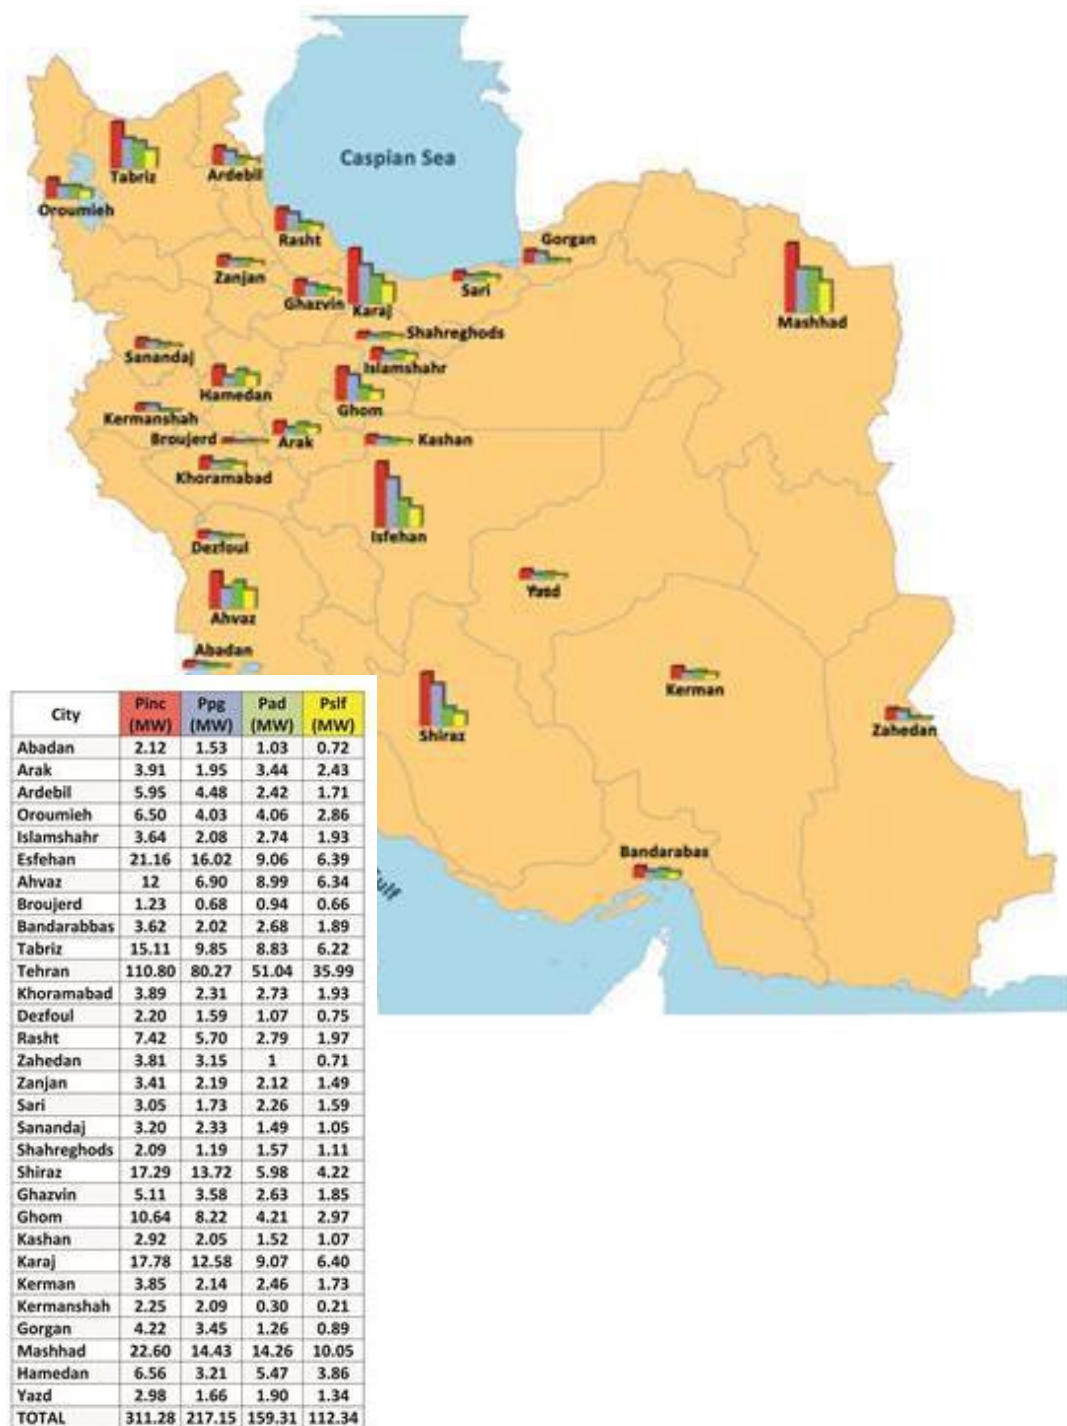 Caspian Sea
Tabriz
Ardebil
Oroumieh
Rasht
Gorgan
Zanjan
Sari
Ghazvin
Karaj
Mashhad
Shahreghods
Sanandaj
Islamshahr
Hamedan
Ghom
Kermanshah
Broujerd
Arak
Kashan
Khoramabad
Isfehan
Dezfoul
Yazd
Ahvaz
Abadan
Kerman
Shiraz
Zahedan
Bandarabas
Gulf
City Pinc (MW) Ppg (MW) Pad (MW) Pslf (MW)
Abadan 2.12 1.53 1.03 0.72
Arak 3.91 1.95 3.44 2.43
Ardebil 5.95 4.48 2.42 1.71
Oroumieh 6.50 4.03 4.06 2.86
Islamshahr 3.64 2.08 2.74 1.93
Esfehan 21.16 16.02 9.06 6.39
Ahvaz 12 6.90 8.99 6.34
Broujerd 1.23 0.68 0.94 0.66
Bandarabbas 3.62 2.02 2.68 1.89
Tabriz 15.11 9.85 8.83 6.22
Tehran 110.80 80.27 51.04 35.99
Khoramabad 3.89 2.31 2.73 1.93
Dezfoul 2.20 1.59 1.07 0.75
Rasht 7.42 5.70 2.79 1.97
Zahedan 3.81 3.15 1 0.71
Zanjan 3.41 2.19 2.12 1.49
Sari 3.05 1.73 2.26 1.59
Sanandaj 3.20 2.33 1.49 1.05
Shahreghods 2.09 1.19 1.57 1.11
Shiraz 17.29 13.72 5.98 4.22
Ghazvin 5.11 3.58 2.63 1.85
Ghom 10.64 8.22 4.21 2.97
Kashan 2.92 2.05 1.52 1.07
Karaj 17.78 12.58 9.07 6.40
Kerman 3.85 2.14 2.46 1.73
Kermanshah 2.25 2.09 0.30 0.21
Gorgan 4.22 3.45 1.26 0.89
Mashhad 22.60 14.43 14.26 10.05
Hamedan 6.56 3.21 5.47 3.86
Yazd 2.98 1.66 1.90 1.34
TOTAL 311.28 217.15 159.31 112.34